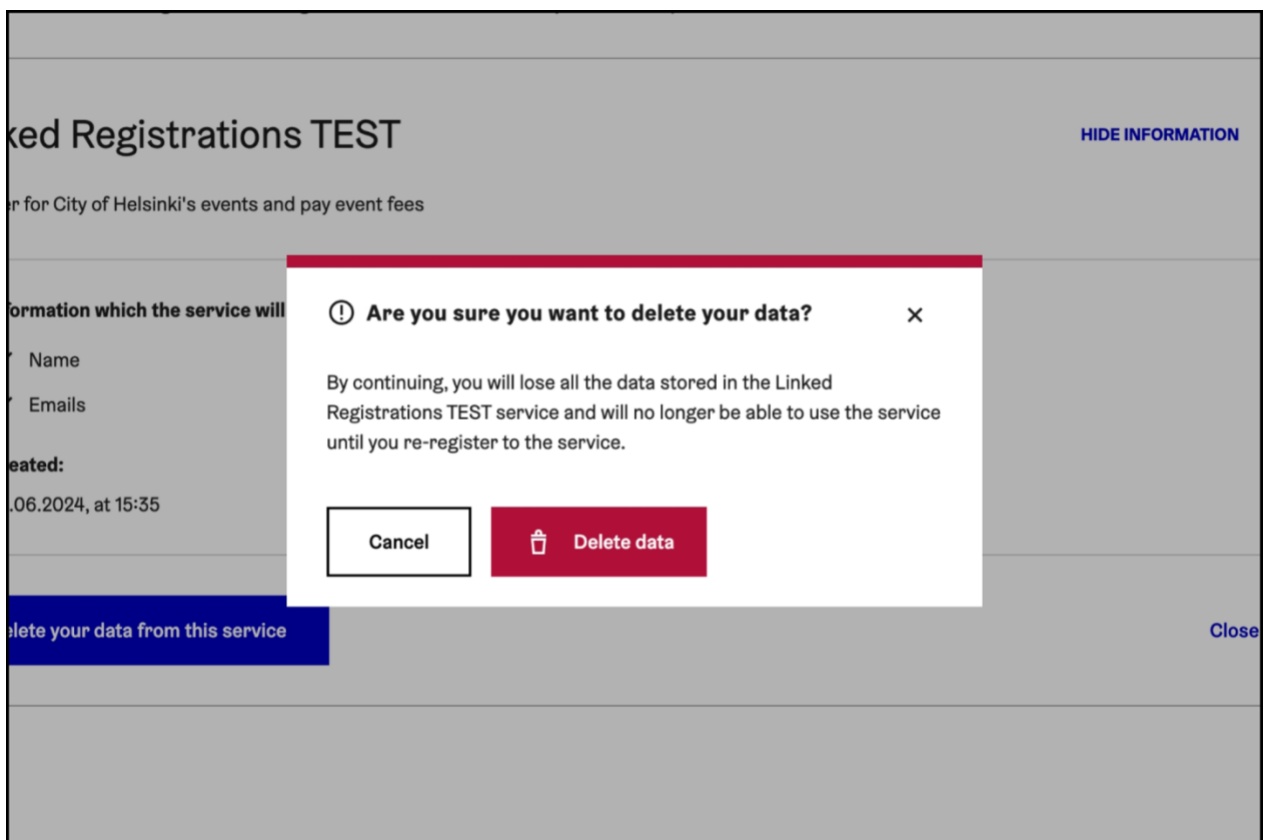 ked Registrations TEST
HIDE INFORMATION
r for City of Helsinki's events and pay event fees
ormation which the service will
Name
Emails
eated:
.06.2024, at 15:35
elete your data from this service
Close
Are you sure you want to delete your data?
By continuing, you will lose all the data stored in the Linked
Registrations TEST service and will no longer be able to use the service
until you re-register to the service.
Cancel
Delete data